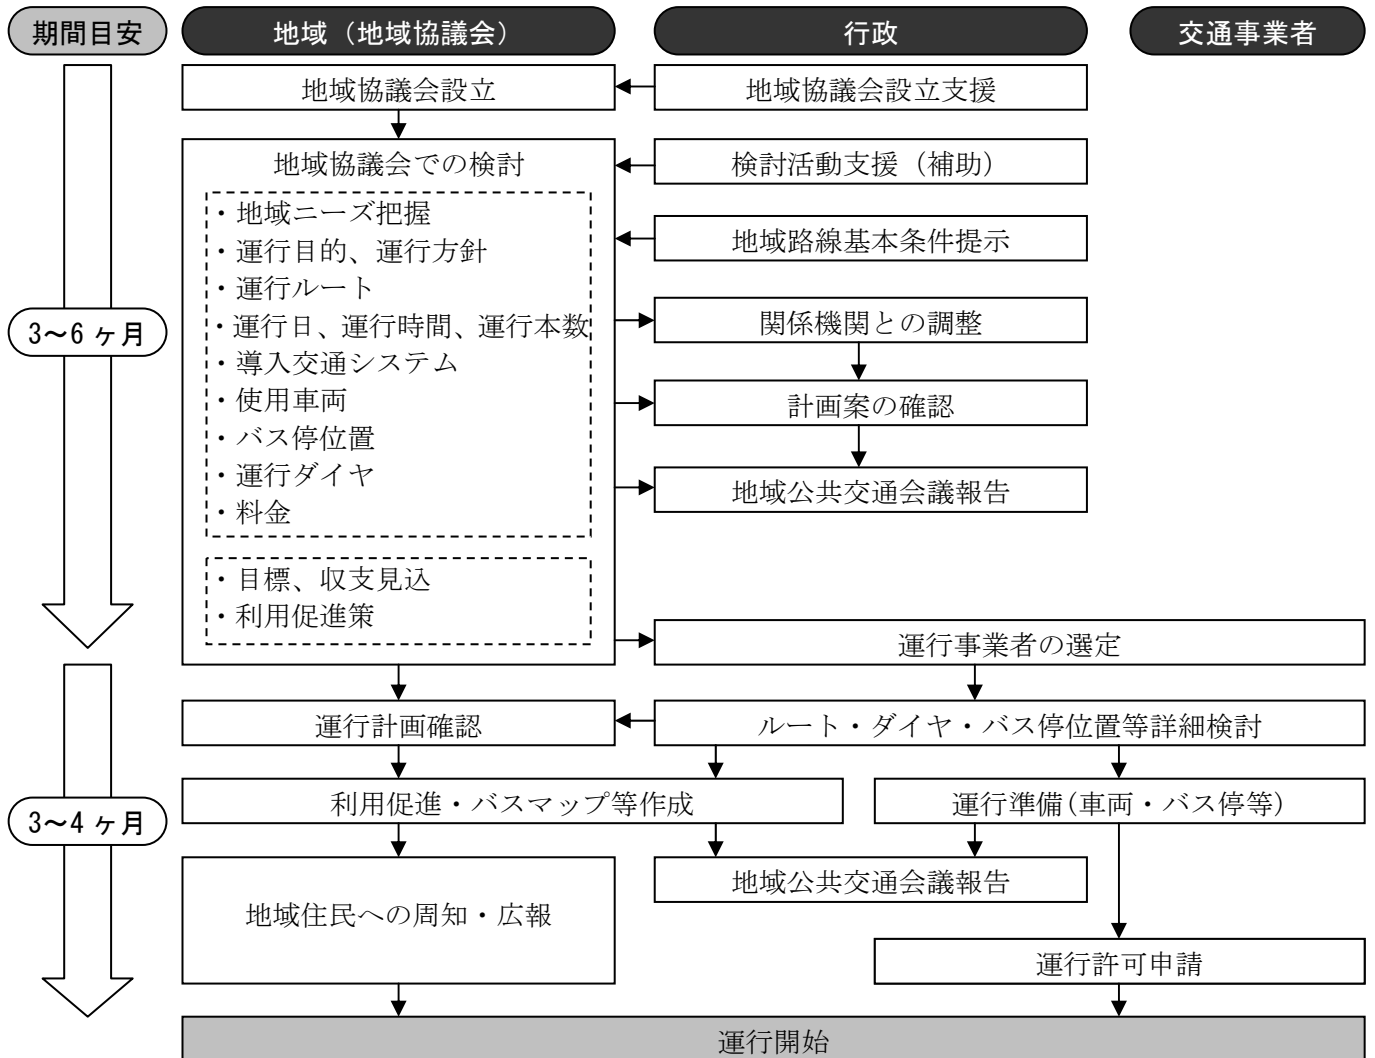 期間目安
地域（地域協議会）
行政
交通事業者
地域協議会設立
地域協議会設立支援
地域協議会での検討
検討活動支援（補助）
・地域ニーズ把握
・運行目的、運行方針
地域路線基本条件提示
・運行ルート
・運行日、運行時間、運行本数
関係機関との調整
3～6 ヶ月
・導入交通システム
・使用車両
計画案の確認
・バス停位置
・運行ダイヤ
地域公共交通会議報告
・料金
・目標、収支見込
・利用促進策
運行事業者の選定
運行計画確認
ルート・ダイヤ・バス停位置等詳細検討
利用促進・バスマップ等作成
運行準備(車両・バス停等)
3～4 ヶ月
地域公共交通会議報告
地域住民への周知・広報
運行許可申請
運行開始